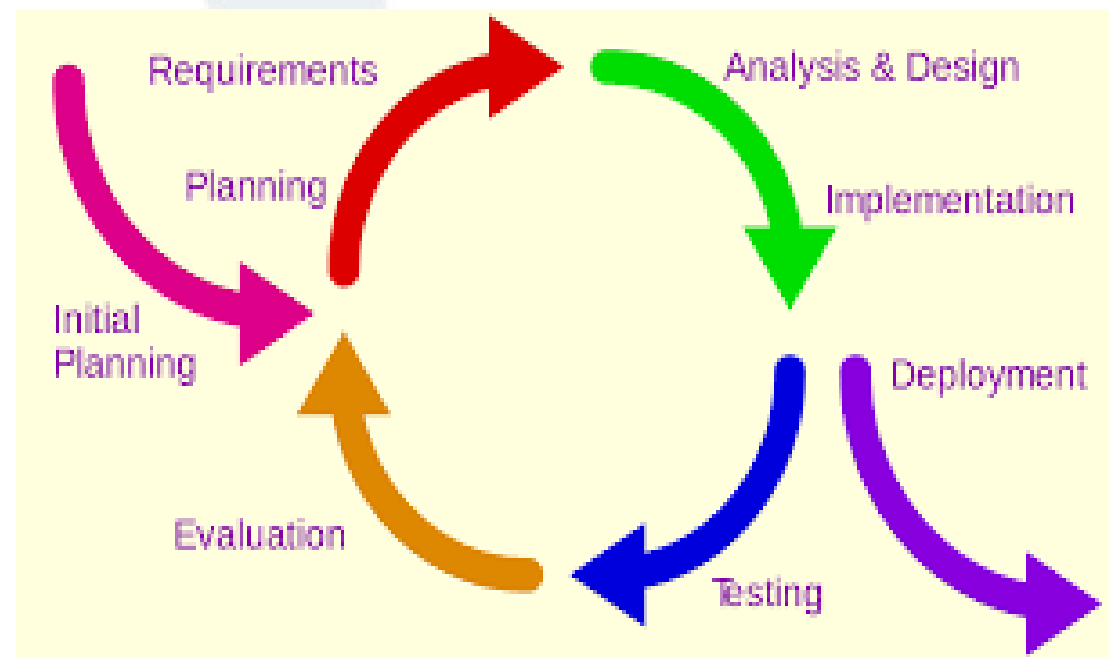 Requirements
Analysis & Design
Planning
Implementation
Initial
Planning
Deployment
Evaluation
Testing